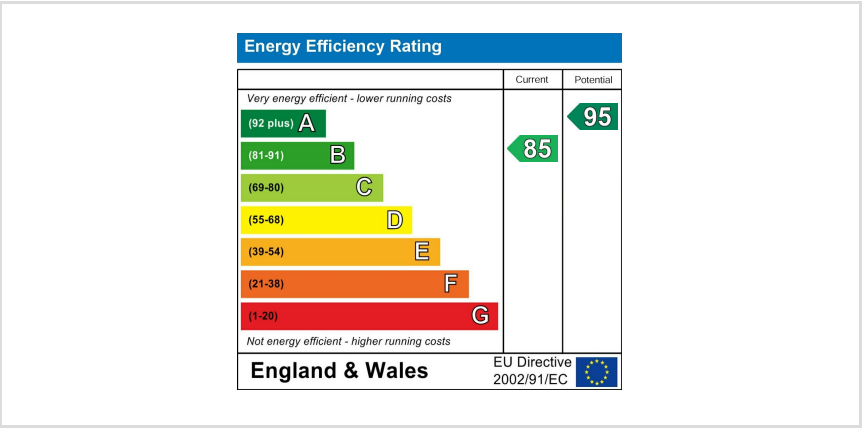 Energy Efficiency Rating
Current Potential
Very energy efficient - lower running costs
(92 plus) A
95
(81-91) B
85
(69-80) C
(55-68) D
(39-54) E
(21-38) F
(1-20) G
Not energy efficient - higher running costs
England & Wales
EU Directive
2002/91/EC